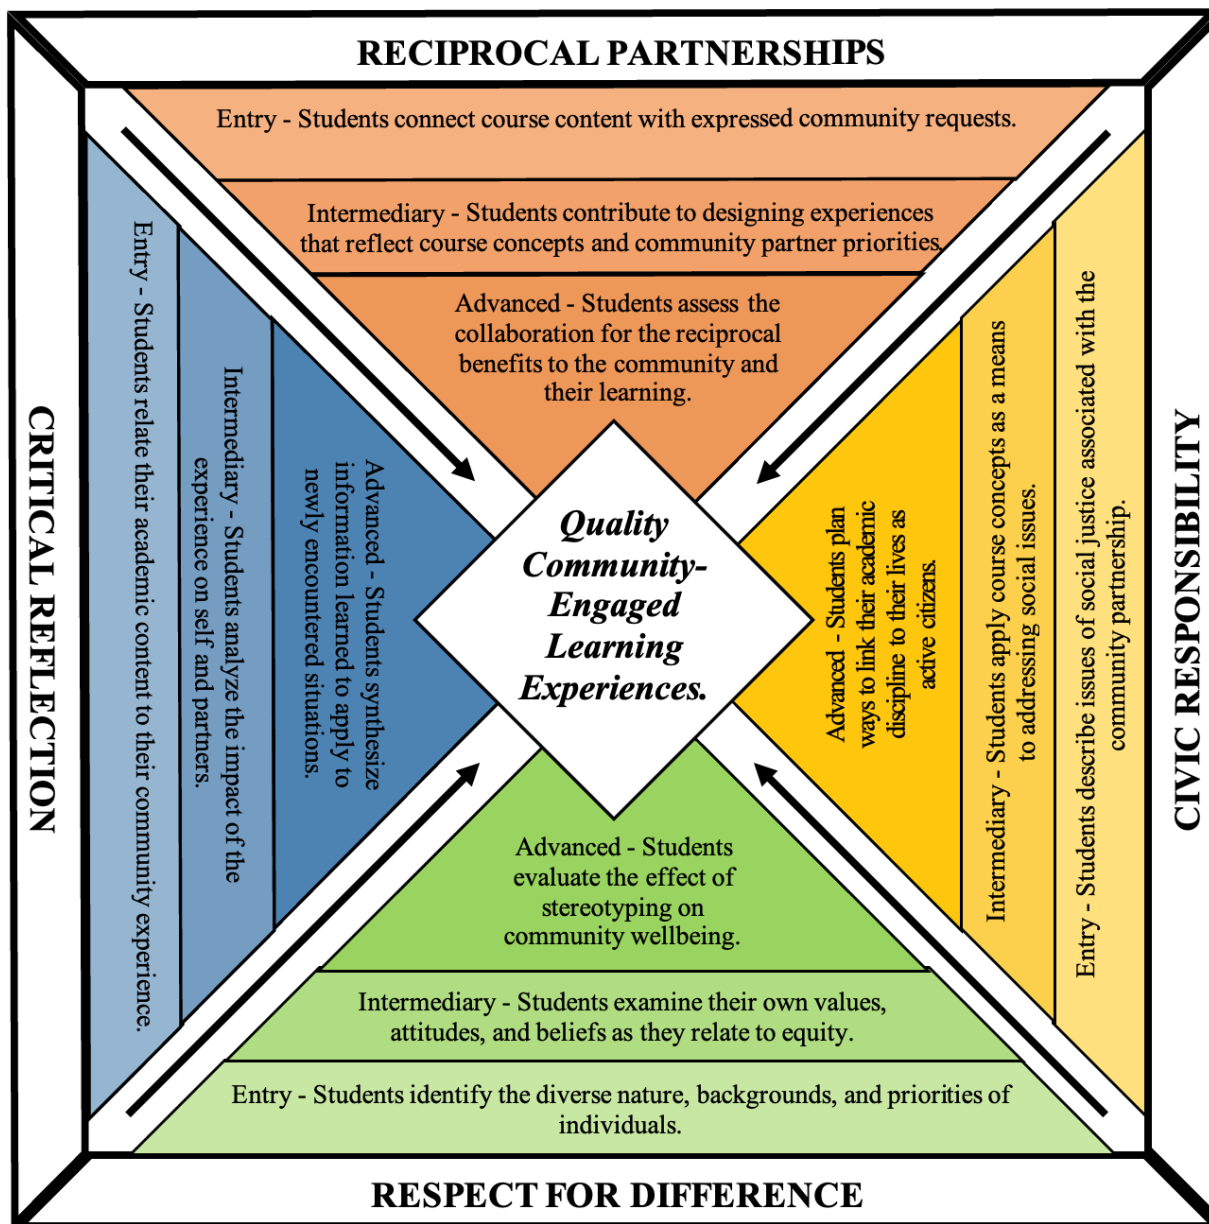 RECIPROCAL PARTNERSHIPS
Entry - Students connect course content with expressed community requests.
Intermediary - Students contribute to designing experiences
that reflect course concepts and community partner priorities.
Advanced - Students assess the
collaboration for the reciprocal
benefits to the community and
their learning.
CRITICAL REFLECTION
Entry - Students relate their academic content to their community experience.
Intermediary - Students analyze the impact of the
experience on self and partners.
Advanced - Students synthesize
information learned to apply to
newly encountered situations.
Quality
Community-
Engaged
Learning
Experiences.
Advanced - Students plan
ways to link their academic
discipline to their lives as
active citizens.
Intermediary - Students apply course concepts as a means
to addressing social issues.
Entry - Students describe issues of social justice associated with the
community partnership.
CIVIC RESPONSIBILITY
Advanced - Students
evaluate the effect of
stereotyping on
community wellbeing.
Intermediary - Students examine their own values,
attitudes, and beliefs as they relate to equity.
Entry - Students identify the diverse nature, backgrounds, and priorities of
individuals.
RESPECT FOR DIFFERENCE